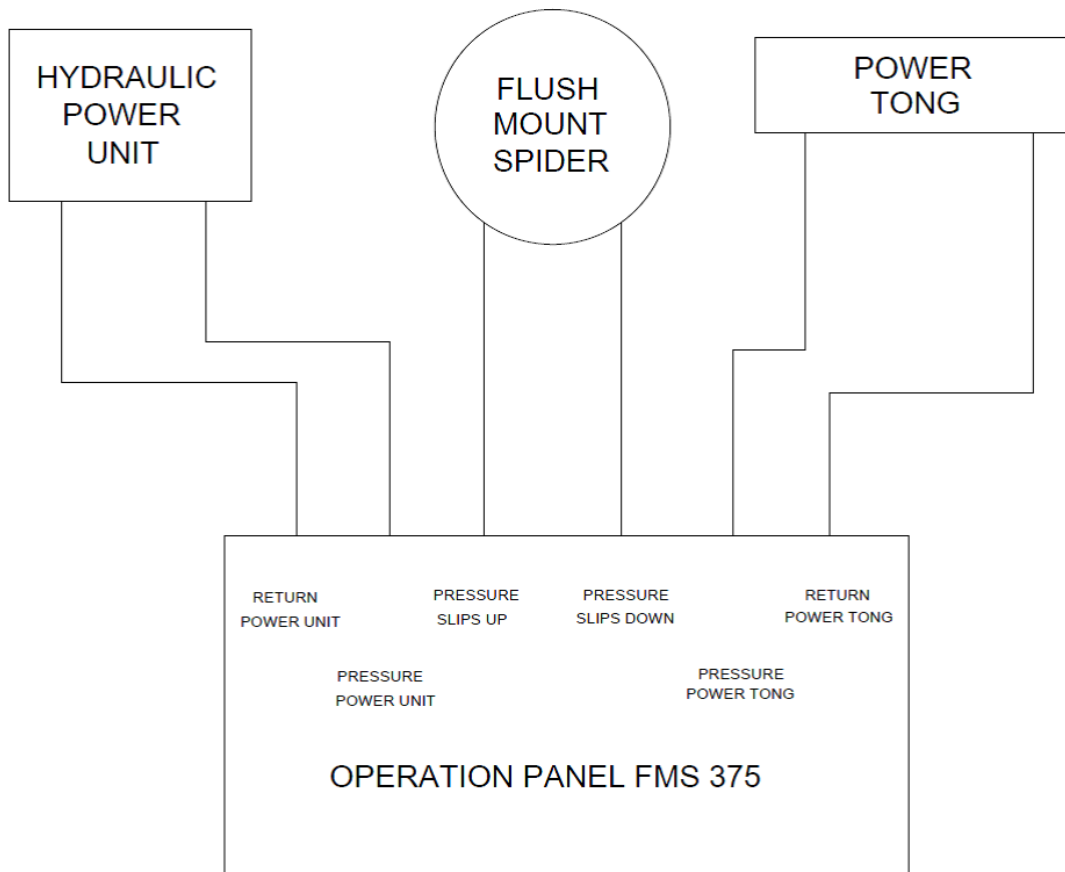 HYDRAULIC
POWER
UNIT
FLUSH
MOUNT
SPIDER
POWER
TONG
RETURN
POWER UNIT
PRESSURE
POWER UNIT
PRESSURE
SLIPS UP
PRESSURE
SLIPS DOWN
PRESSURE
POWER TONG
RETURN
POWER TONG
OPERATION PANEL FMS 375